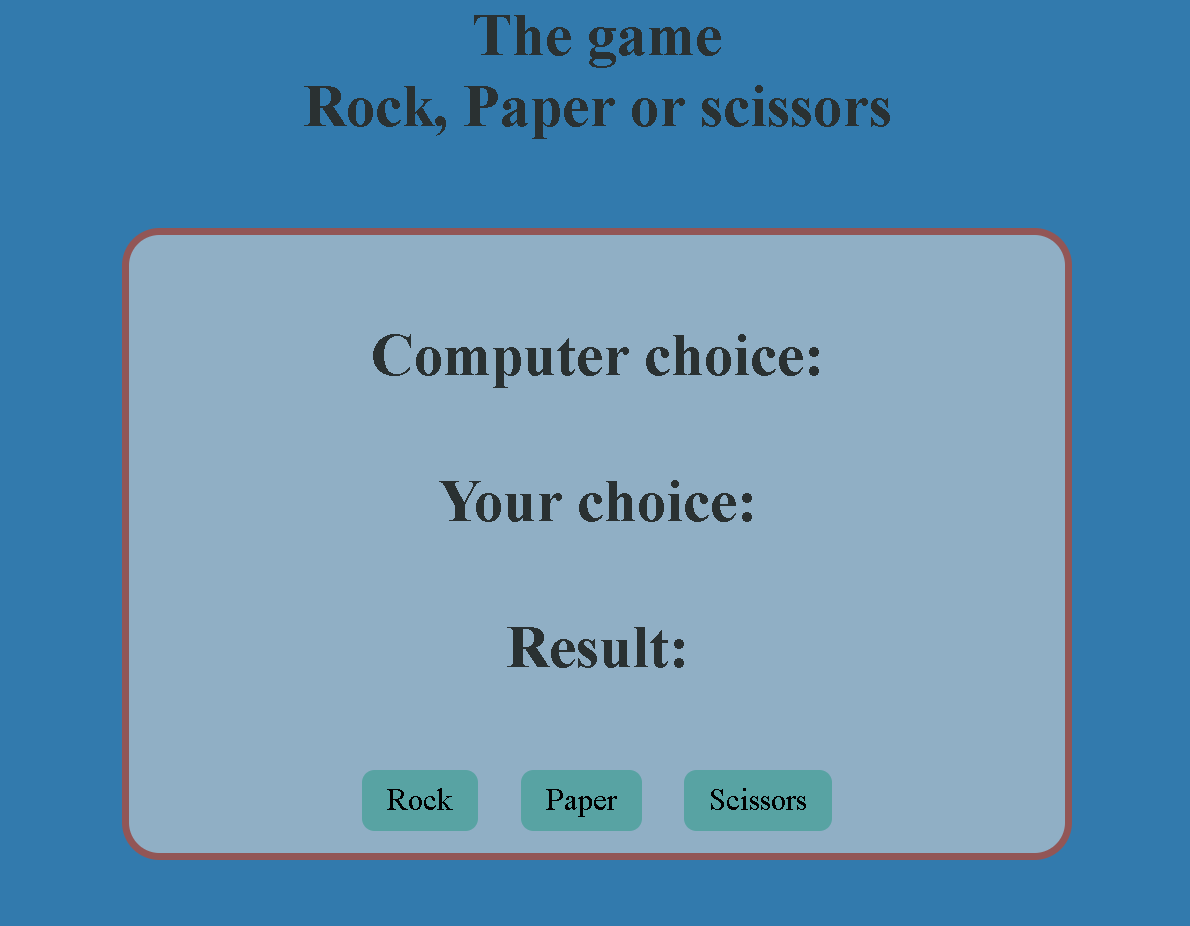 The game
Rock, Paper or scissors
Computer choice:
Your choice:
Result:
Rock Paper Scissors